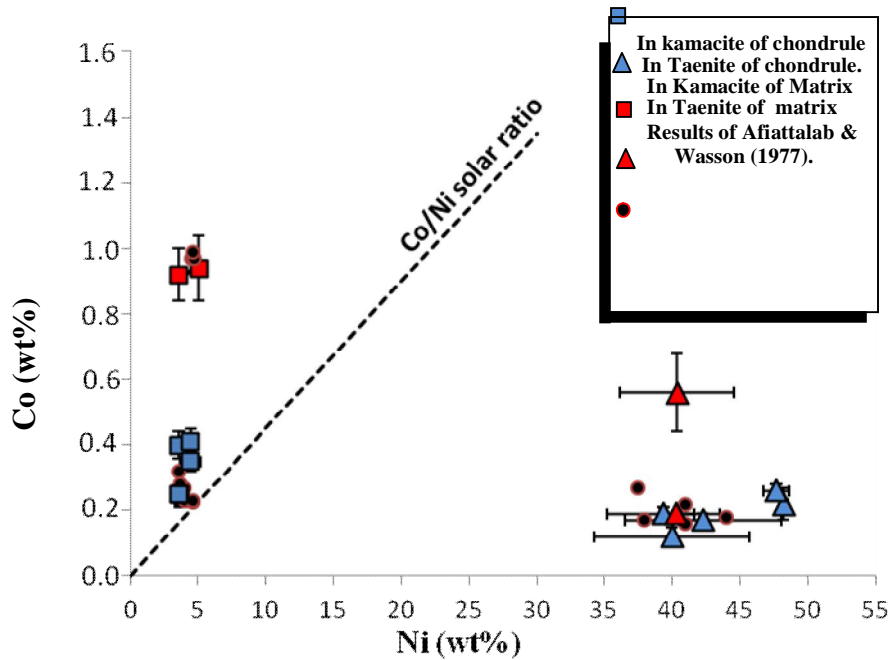 In kamacite of chondrule
In Taenite of chondrule.
In Kamacite of Matrix
In Taenite of matrix
Results of Afiattalab &
Wasson (1977).
1.6
1.4
1.2
1.0
0.8
0.6
0.4
0.2
0.0
Co (wt%)
Co/Ni solar ratio
0 5 10 15 20 25 30 35 40 45 50 55
Ni (wt%)